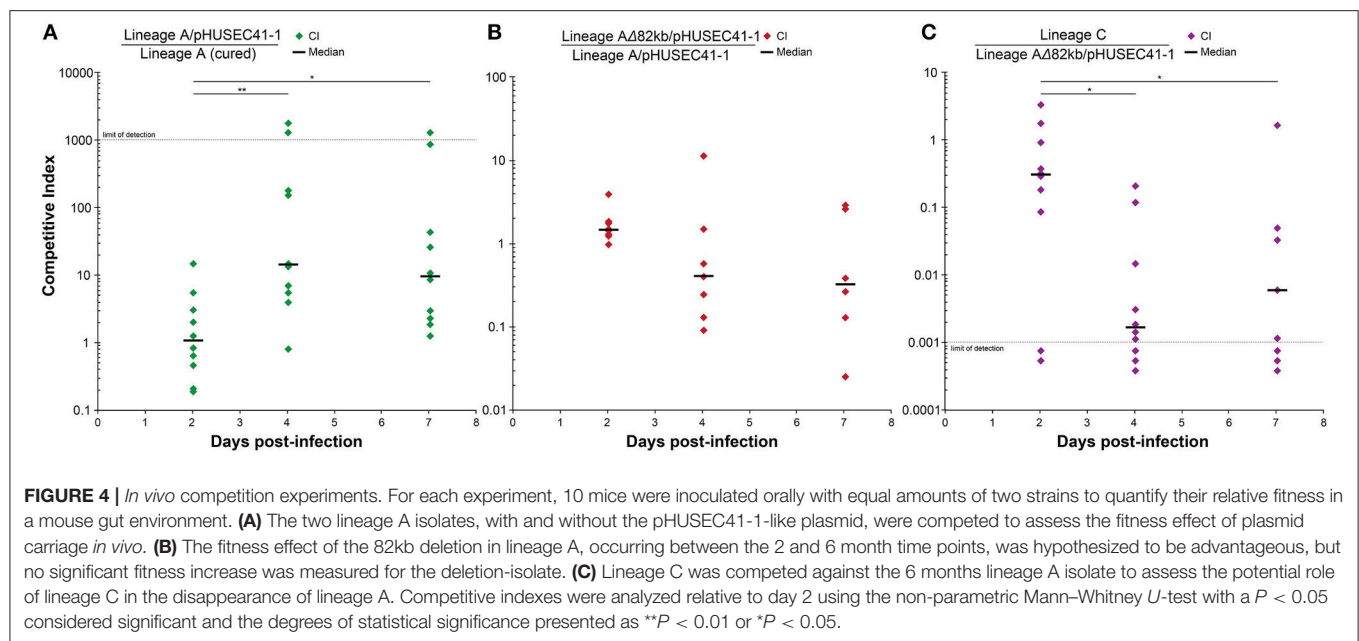 A
Lineage A/pHUSEC41-1
Lineage A (cured)
CI
Median
10000
1000
100
10
1
0.1
Competitive Index
limit of detection
**
*
0 1 2 3 4 5 6 7 8
Days post-infection
B
Lineage AΔ82kb/pHUSEC41-1
Lineage A/pHUSEC41-1
CI
Median
100
10
1
0.1
0.01
0 1 2 3 4 5 6 7 8
Days post-infection
C
Lineage C
Lineage AΔ82kb/pHUSEC41-1
CI
Median
10
1
0.1
0.01
0.001
0.0001
*
*
limit of detection
0 1 2 3 4 5 6 7 8
Days post-infection
FIGURE 4 | In vivo competition experiments. For each experiment, 10 mice were inoculated orally with equal amounts of two strains to quantify their relative fitness in
a mouse gut environment. (A) The two lineage A isolates, with and without the pHUSEC41-1-like plasmid, were competed to assess the fitness effect of plasmid
carriage in vivo. (B) The fitness effect of the 82kb deletion in lineage A, occurring between the 2 and 6 month time points, was hypothesized to be advantageous, but
no significant fitness increase was measured for the deletion-isolate. (C) Lineage C was competed against the 6 months lineage A isolate to assess the potential role
of lineage C in the disappearance of lineage A. Competitive indexes were analyzed relative to day 2 using the non-parametric Mann–Whitney U-test with a P < 0.05
considered significant and the degrees of statistical significance presented as **P < 0.01 or *P < 0.05.